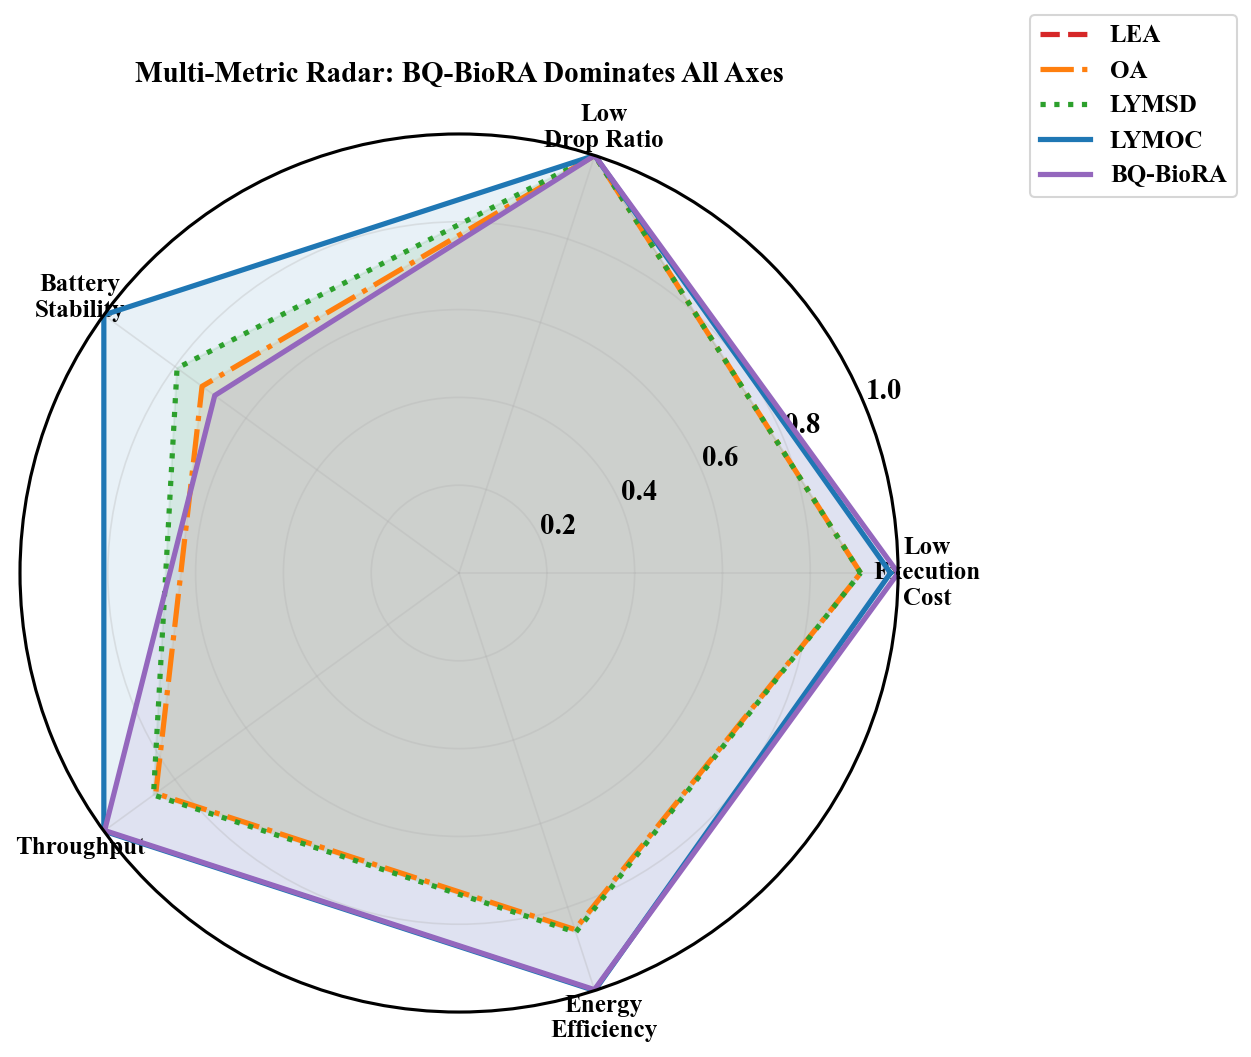 LEA
OA
LYMSD
LYMOC
BQ-BioRA
Multi-Metric Radar: BQ-BioRA Dominates All Axes
Low
Drop Ratio
Battery
Stability
1.0
0.8
0.6
0.4
0.2
Low
Execution
Cost
Throughput
Energy
Efficiency